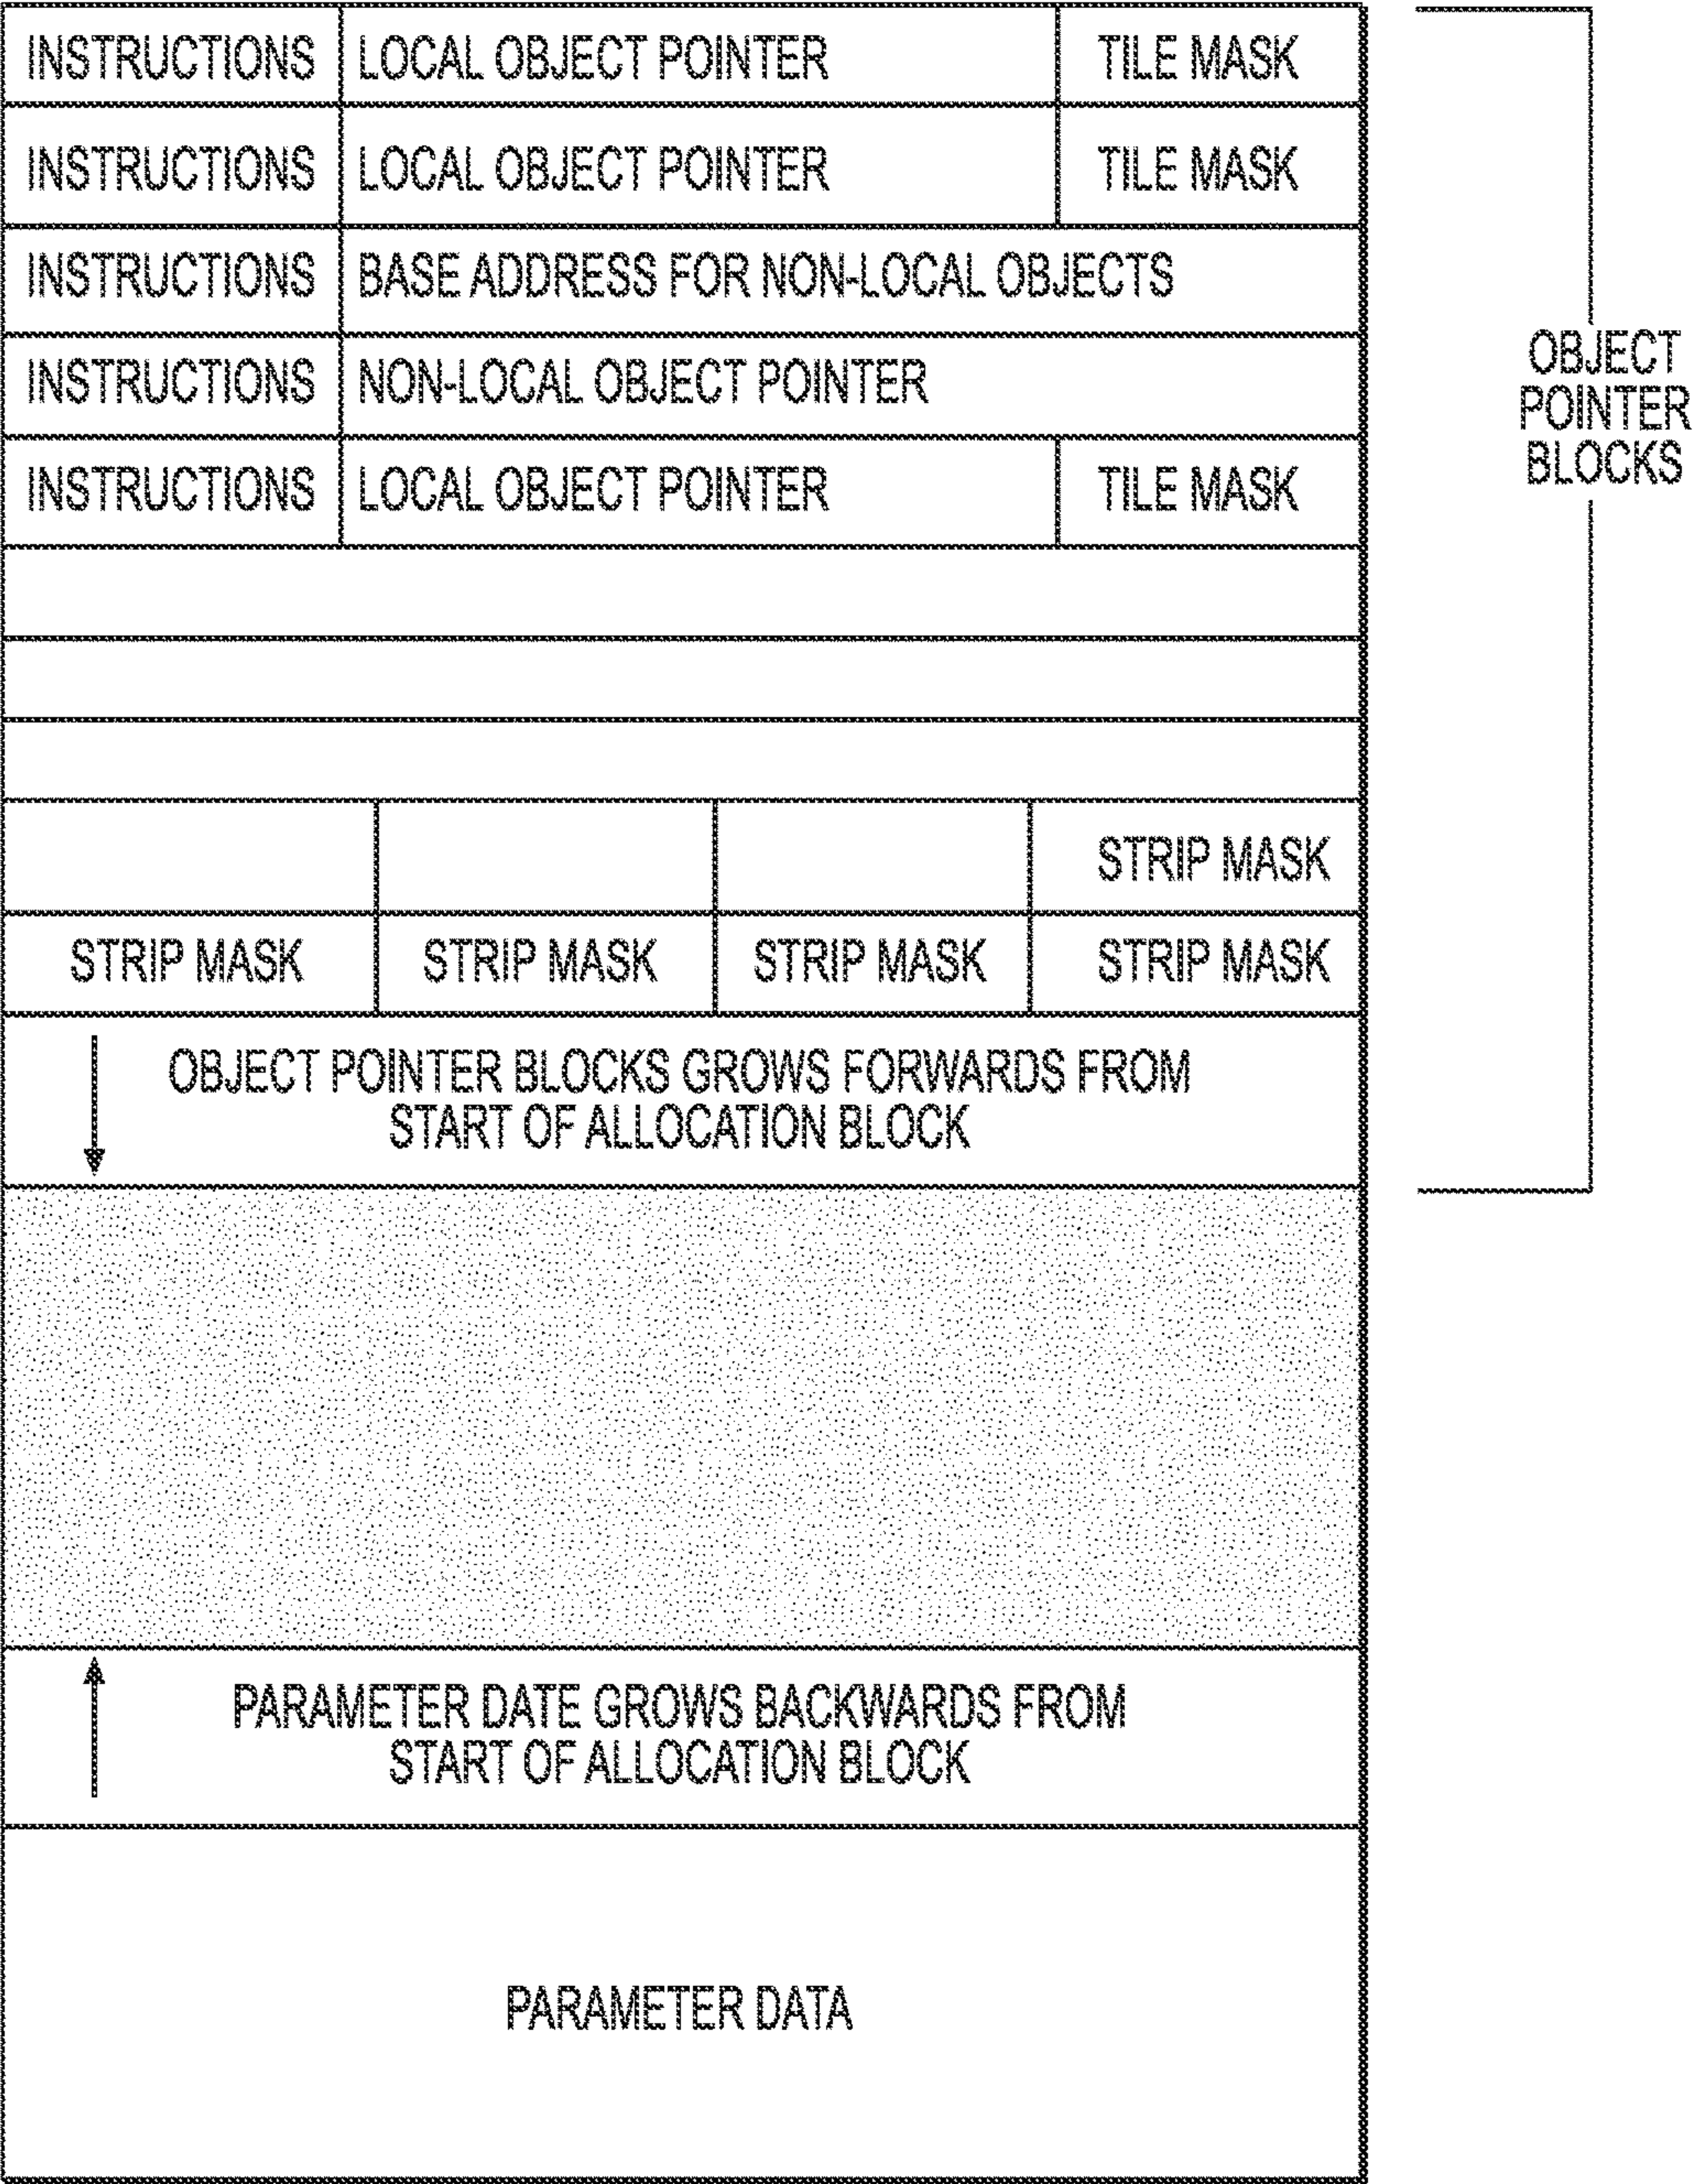 INSTRUCTIONS LOCAL OBJECT POINTER TILE MASK
INSTRUCTIONS LOCAL OBJECT POINTER TILE MASK
INSTRUCTIONS BASE ADDRESS FOR NON-LOCAL OBJECTS
INSTRUCTIONS NON-LOCAL OBJECT POINTER
INSTRUCTIONS LOCAL OBJECT POINTER TILE MASK
STRIP MASK
STRIP MASK STRIP MASK STRIP MASK STRIP MASK
OBJECT POINTER BLOCKS GROWS FORWARDS FROM
START OF ALLOCATION BLOCK
PARAMETER DATE GROWS BACKWARDS FROM
START OF ALLOCATION BLOCK
PARAMETER DATA
OBJECT
POINTER
BLOCKS